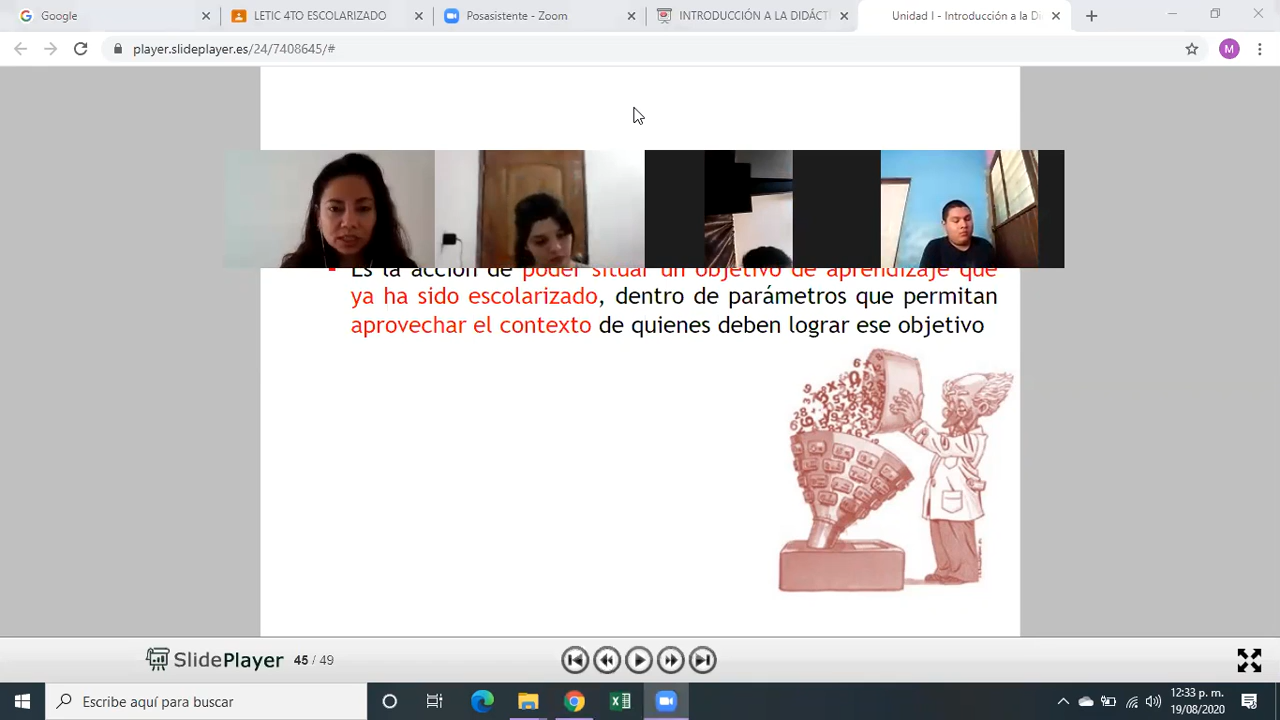 Google
LETIC 4TO ESCOLARIZADO
Posasistente - Zoom
INTRODUCCIÓN A LA DIDÁCT
Unidad I - Introducción a la Di
player.slideplayer.es/24/7408645/#
M
Es la acción de poder situar un objetivo de aprendizaje que
ya ha sido escolarizado, dentro de parámetros que permitan
aprovechar el contexto de quienes deben lograr ese objetivo
SlidePlayer
45 / 49
Escribe aquí para buscar
12:33 p. m.
19/08/2020